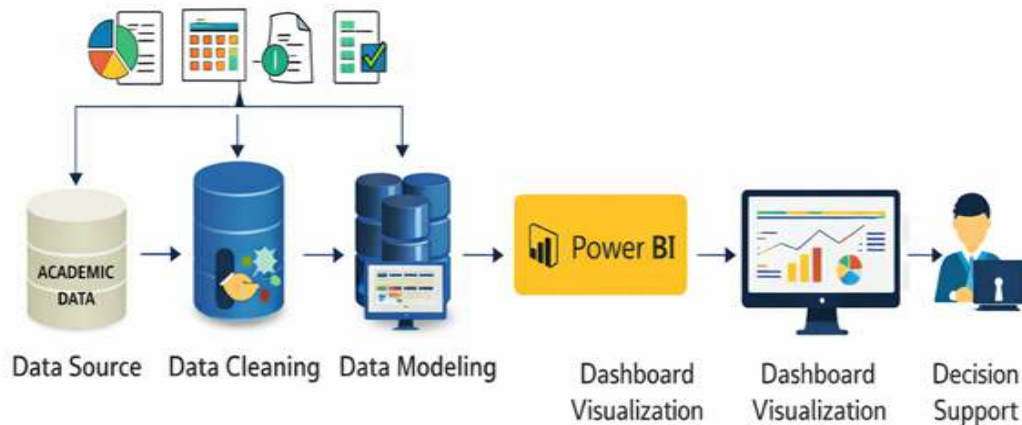 ACADEMIC
DATA
Power BI
Data Source
Data Cleaning
Data Modeling
Dashboard
Visualization
Dashboard
Visualization
Decision
Support